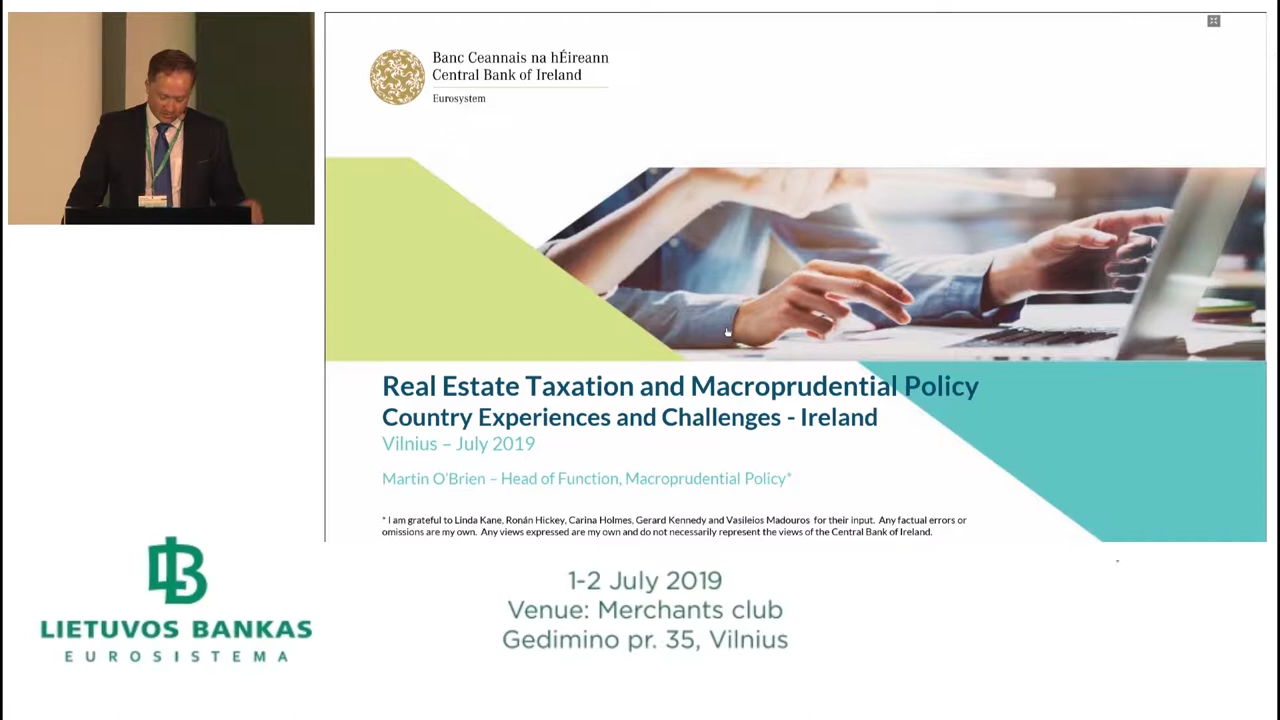 Banc Ceannais na hÉireann
Central Bank of Ireland
Eurosystem
Real Estate Taxation and Macroprudential Policy
Country Experiences and Challenges - Ireland
Vilnius – July 2019
Martin O'Brien – Head of Function, Macroprudential Policy*
* I am grateful to Linda Kane, Ronán Hickey, Carina Holmes, Gerard Kennedy and Vasileios Madouros for their input. Any factual errors or
omissions are my own. Any views expressed are my own and do not necessarily represent the views of the Central Bank of Ireland.
LIETUVOS BANKAS
EUROSISTEMA
1-2 July 2019
Venue: Merchants club
Gedimino pr. 35, Vilnius